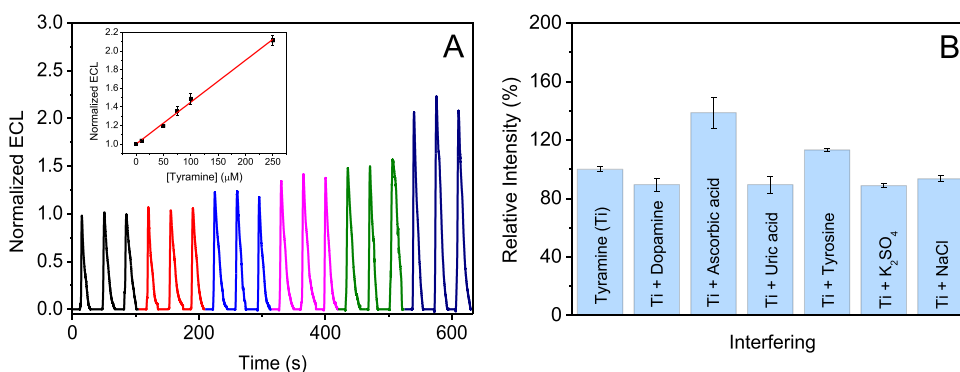 A
Normalized ECL
3.0
2.5
2.0
1.5
1.0
0.5
0.0
0
200
400
600
Time (s)
Normalized ECL
2.2
2.0
1.8
1.6
1.4
1.2
1.0
0
50
100
150
200
250
[Tyramine] (μM)
B
Relative Intensity (%)
200
160
120
80
40
0
Tyramine (Ti)
Ti + Dopamine
Ti + Ascorbic acid
Ti + Uric acid
Ti + Tyrosine
Ti + K₂SO₄
Ti + NaCl
Interfering